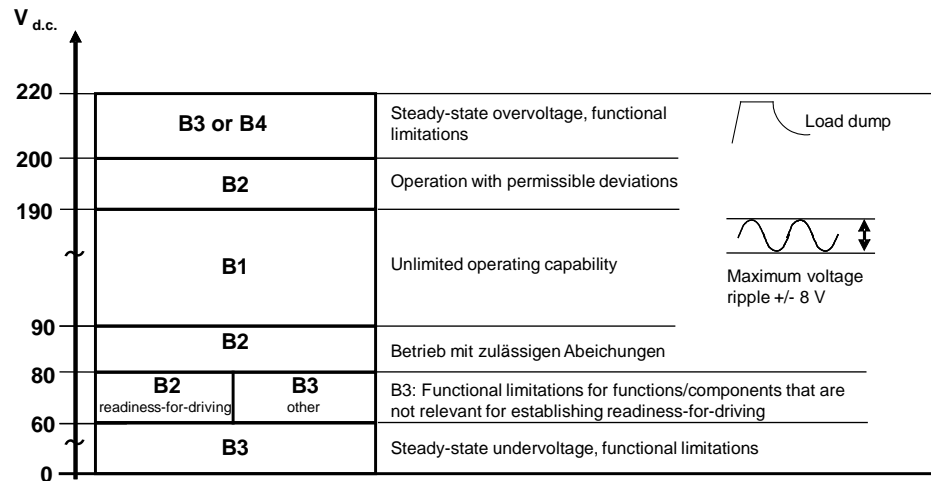 V d.c.
220
B3 or B4
Steady-state overvoltage, functional
limitations
Load dump
200
B2
Operation with permissible deviations
190
B1
Unlimited operating capability
Maximum voltage
ripple +/- 8 V
90
B2
Betrieb mit zulässigen Abeichungen
80
B2
readiness-for-driving
B3
other
B3: Functional limitations for functions/components that are
not relevant for establishing readiness-for-driving
60
B3
Steady-state undervoltage, functional limitations
0